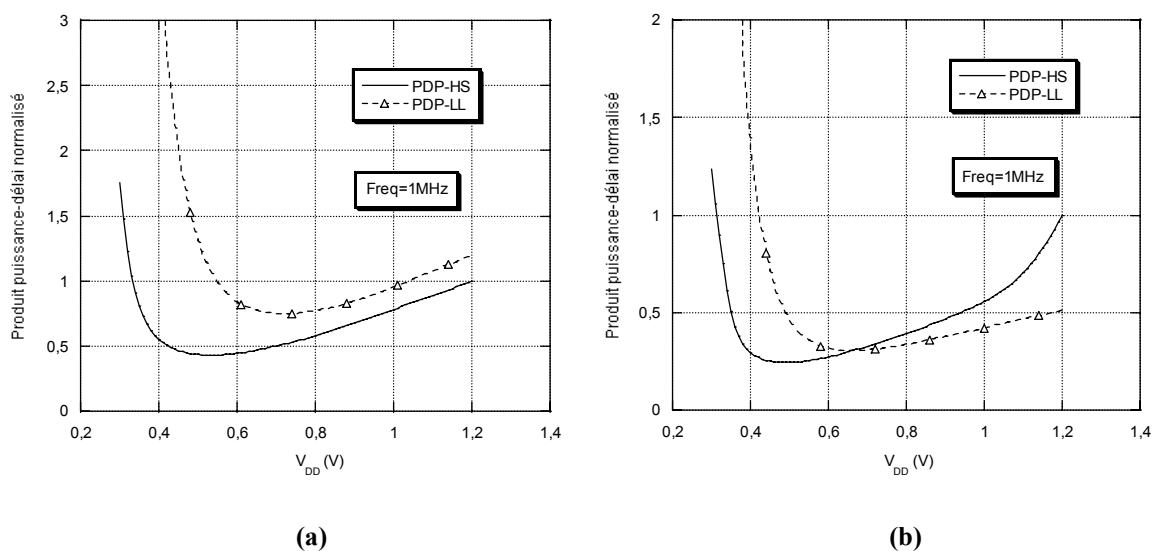 3
2,5
2
1,5
1
0,5
0
Produit puissance-délai normalisé
PDP-HS
PDP-LL
Freq=1MHz
0,2 0,4 0,6 0,8 1 1,2 1,4
V_DD (V)
(a)
2
1,5
1
0,5
0
Produit puissance-délai normalisé
PDP-HS
PDP-LL
Freq=1MHz
0,2 0,4 0,6 0,8 1 1,2 1,4
V_DD (V)
(b)